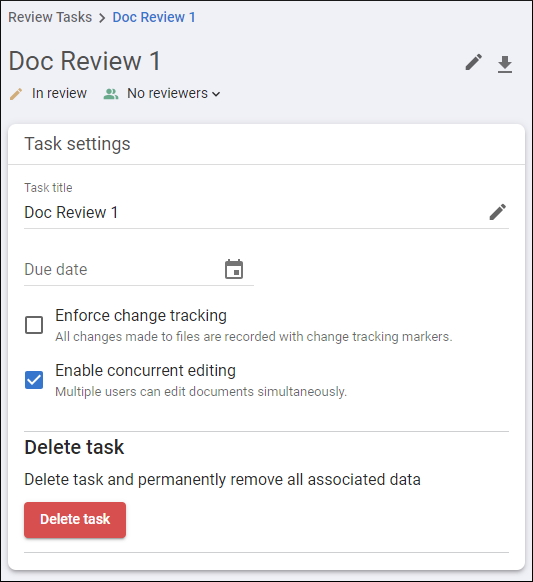 Review Tasks > Doc Review 1
Doc Review 1
In review No reviewers
Task settings
Task title
Doc Review 1
Due date
Enforce change tracking
All changes made to files are recorded with change tracking markers.
Enable concurrent editing
Multiple users can edit documents simultaneously.
Delete task
Delete task and permanently remove all associated data
Delete task